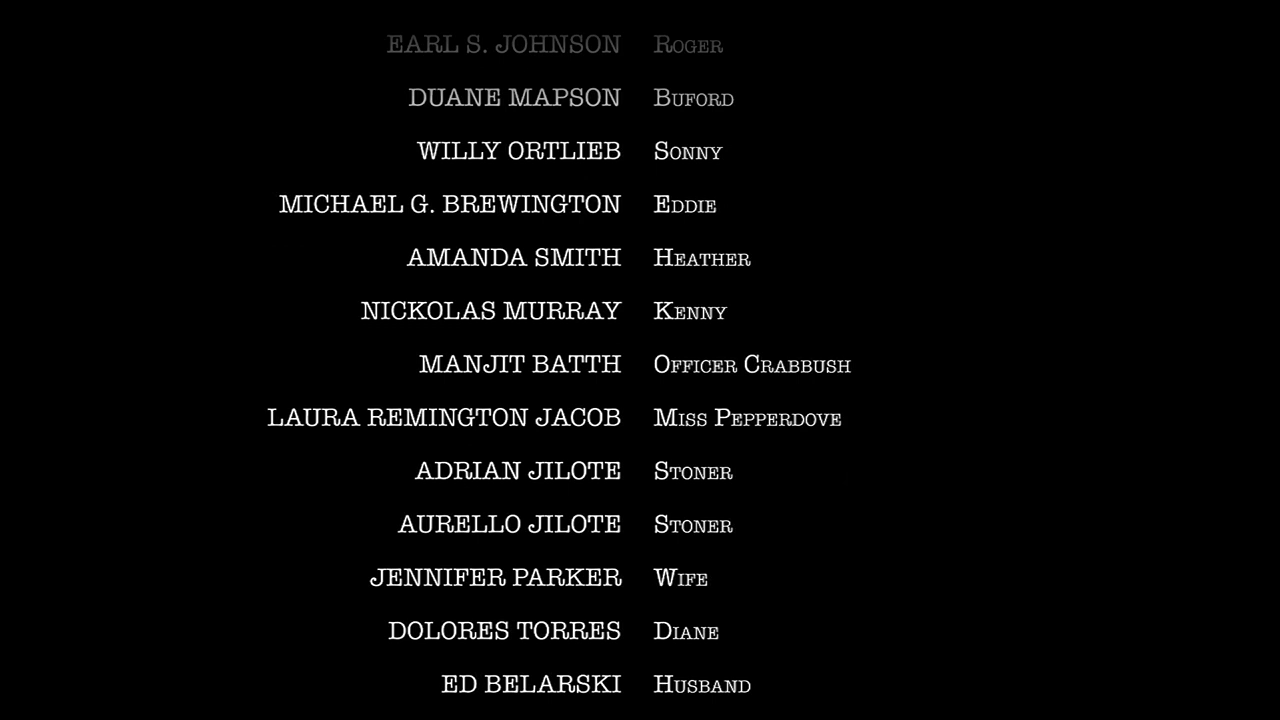 EARL S. JOHNSON Roger
DUANE MAPSON Buford
WILLY ORTLIEB Sonny
MICHAEL G. BREWINGTON Eddie
AMANDA SMITH Heather
NICKOLAS MURRAY Kenny
MANJIT BATTH Officer Crabbush
LAURA REMINGTON JACOB Miss Pepperdove
ADRIAN JILOTE Stoner
AURELLO JILOTE Stoner
JENNIFER PARKER Wife
DOLORES TORRES Diane
ED BELARSKI Husband